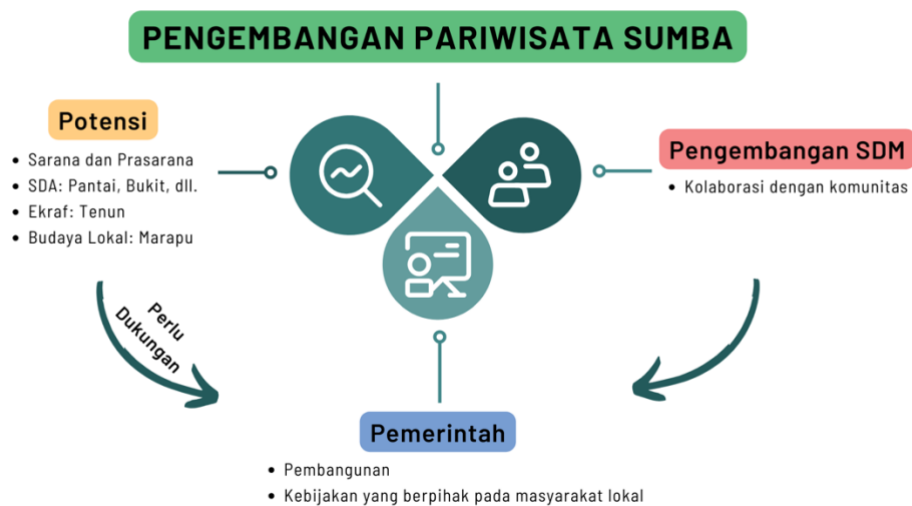 PENGEMBANGAN PARIWISATA SUMBA
Potensi
• Sarana dan Prasarana
• SDA: Pantai, Bukit, dll.
• Ekraf: Tenun
• Budaya Lokal: Marapu
Pengembangan SDM
• Kolaborasi dengan komunitas
Perlu
Dukungan
Pemerintah
• Pembangunan
• Kebijakan yang berpihak pada masyarakat lokal